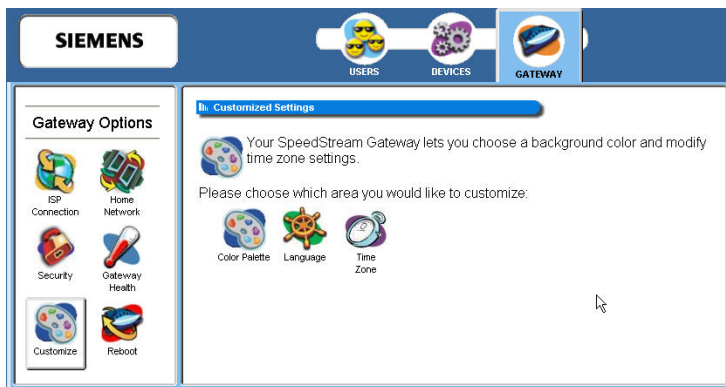 SIEMENS
USERS
DEVICES
GATEWAY
Gateway Options
ISP
Connection
Home
Network
Security
Gateway
Health
Customize
Reboot
Customized Settings
Your SpeedStream Gateway lets you choose a background color and modify
time zone settings.
Please choose which area you would like to customize:
Color Palette
Language
Time
Zone